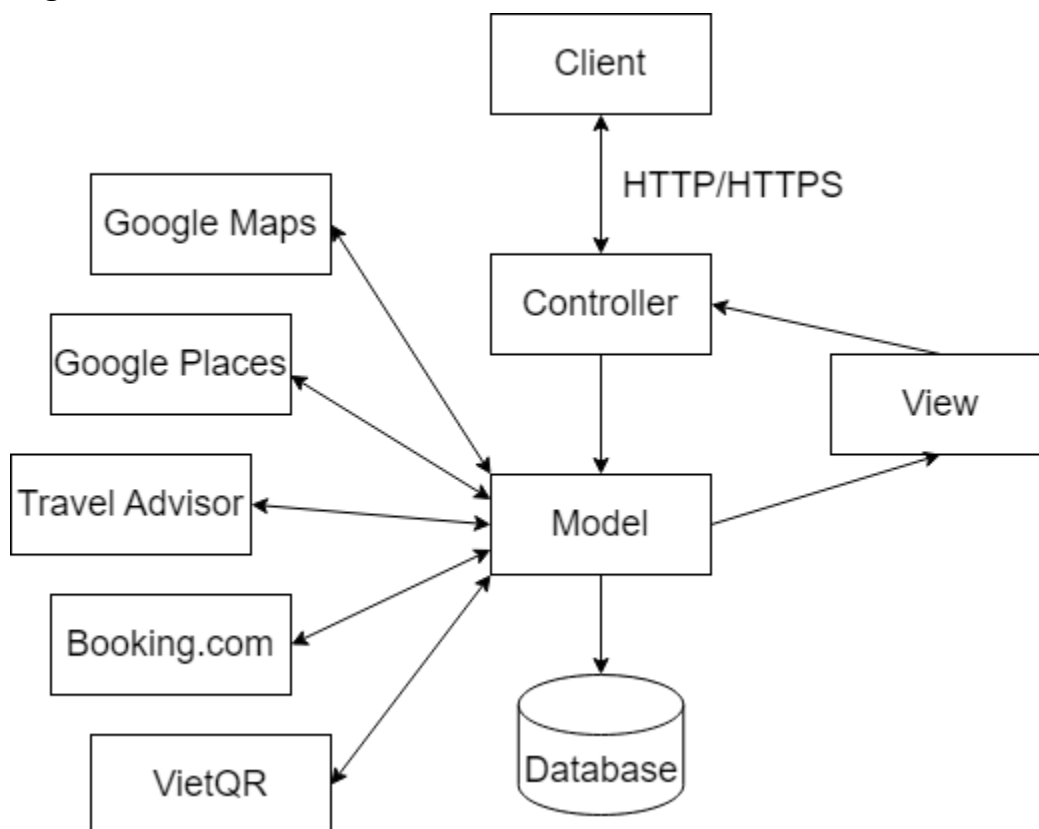 Client
HTTP/HTTPS
Google Maps
Controller
Google Places
View
Travel Advisor
Model
Booking.com
Database
VietQR